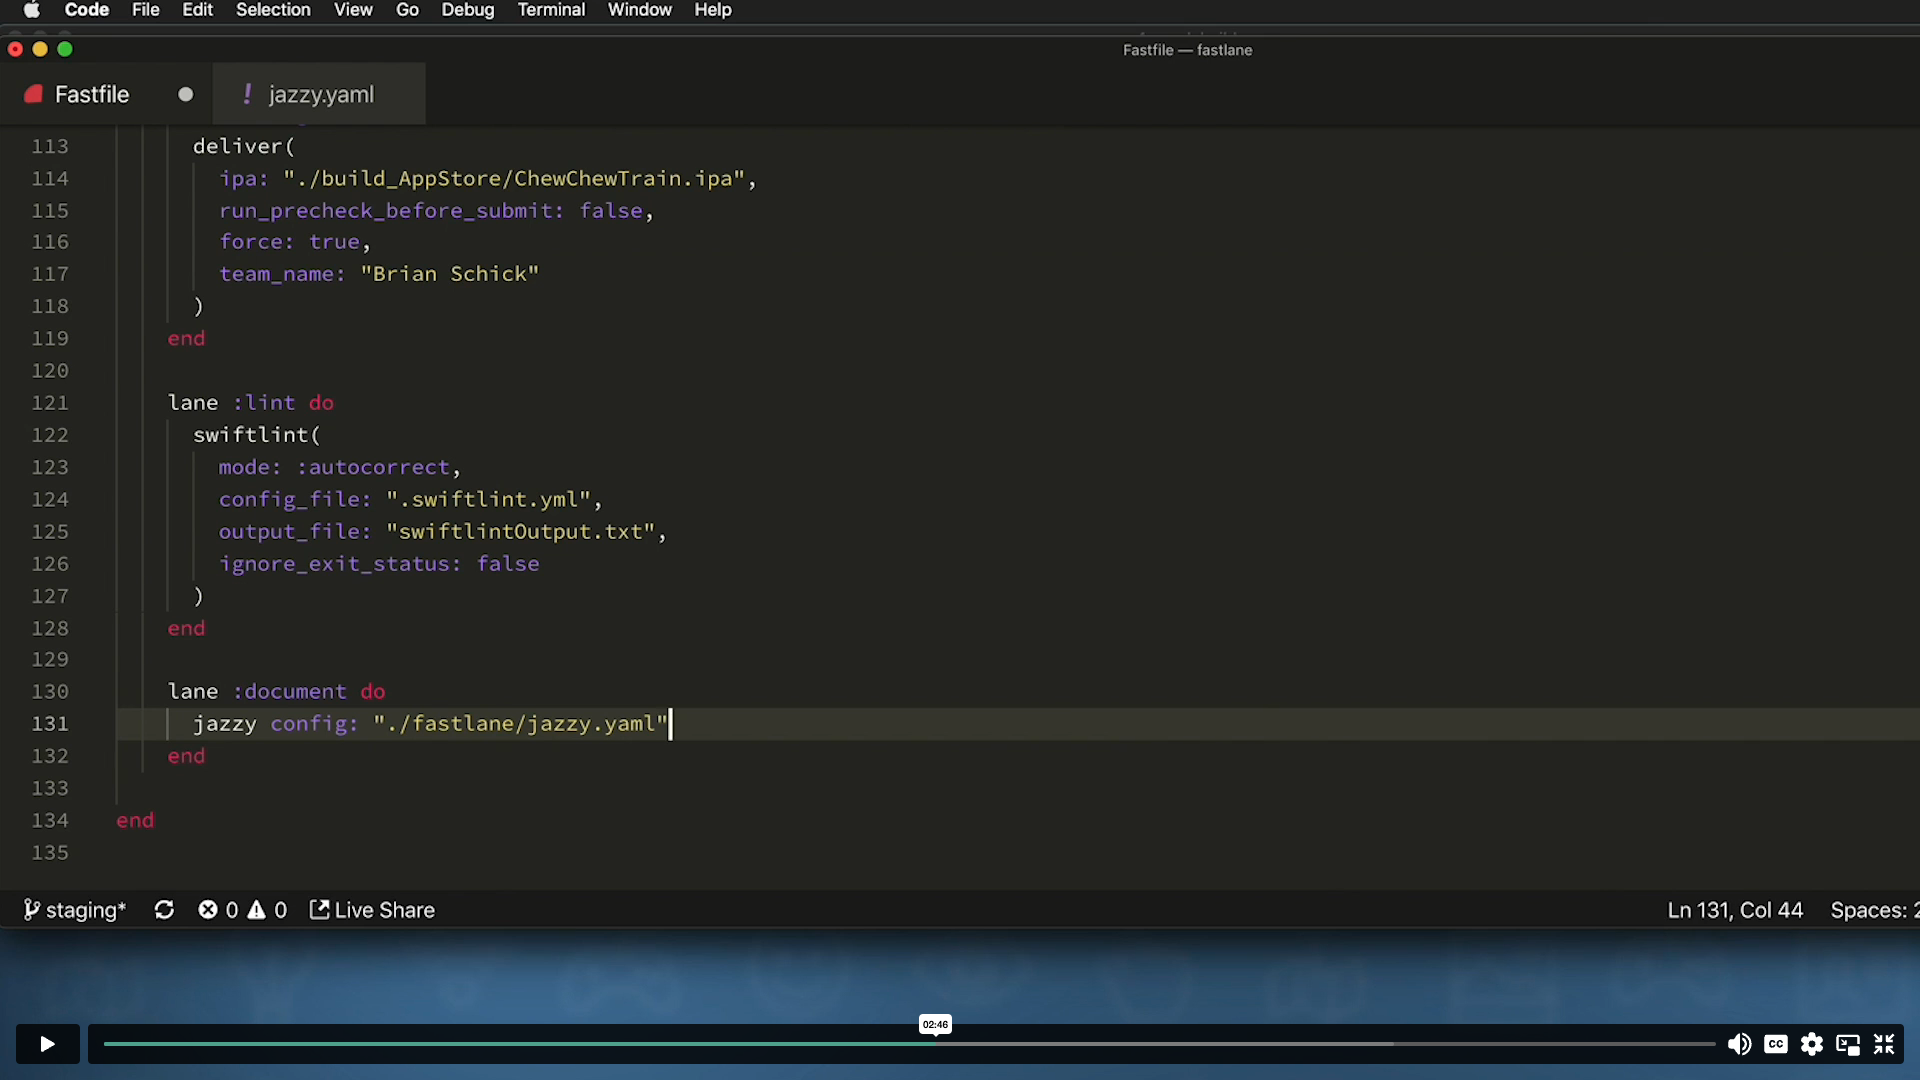 Code File Edit Selection View Go Debug Terminal Window Help
Fastfile — fastlane
Fastfile ! jazzy.yaml
113 deliver(
114 ipa: "./build_AppStore/ChewChewTrain.ipa",
115 run_precheck_before_submit: false,
116 force: true,
117 team_name: "Brian Schick"
118 )
119 end
120
121 lane :lint do
122 swiftlint(
123 mode: :autocorrect,
124 config_file: ".swiftlint.yml",
125 output_file: "swiftlintOutput.txt",
126 ignore_exit_status: false
127 )
128 end
129
130 lane :document do
131 jazzy config: "./fastlane/jazzy.yaml"
132 end
133
134 end
135
staging* 0 0 Live Share Ln 131, Col 44 Spaces: 2
02:46
CC